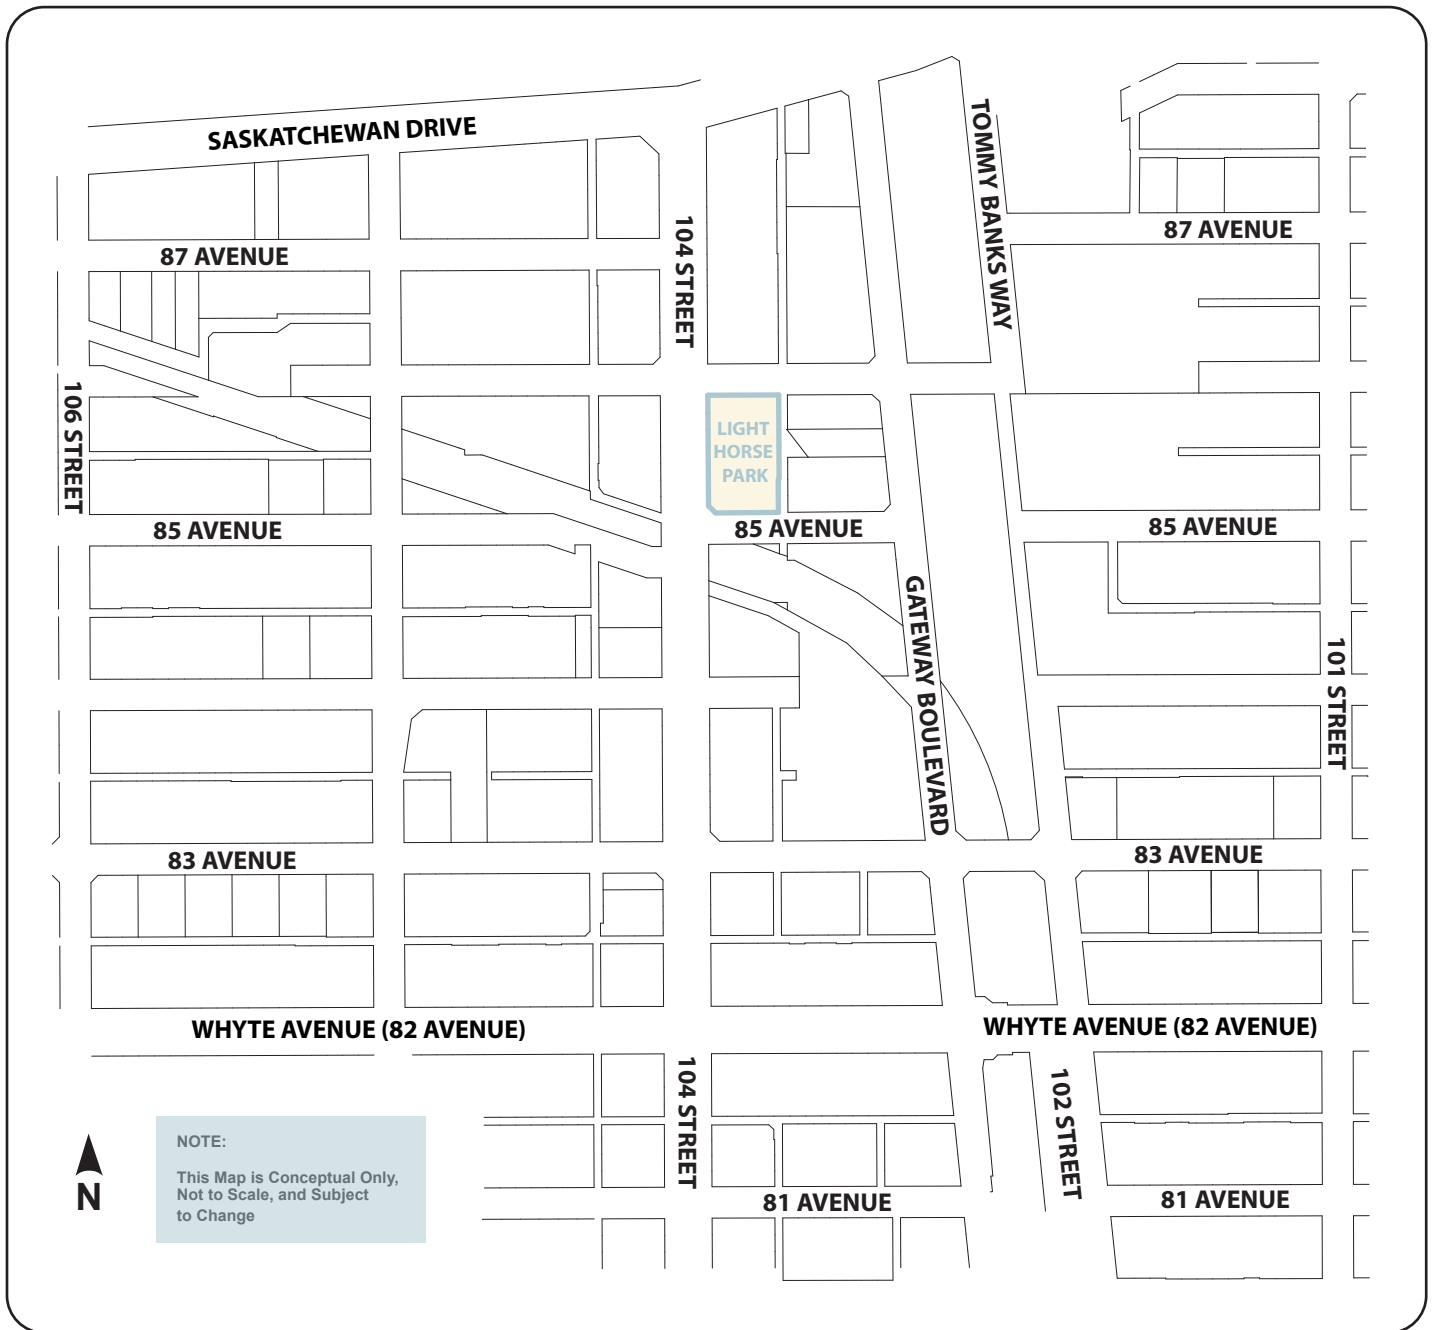 SASKATCHEWAN DRIVE
TOMMY BANKS WAY
104 STREET
87 AVENUE
87 AVENUE
106 STREET
LIGHT
HORSE
PARK
85 AVENUE
85 AVENUE
85 AVENUE
GATEWAY BOULEVARD
101 STREET
83 AVENUE
83 AVENUE
WHYTE AVENUE (82 AVENUE)
WHYTE AVENUE (82 AVENUE)
104 STREET
102 STREET
NOTE:
This Map is Conceptual Only,
Not to Scale, and Subject
to Change
N
81 AVENUE
81 AVENUE